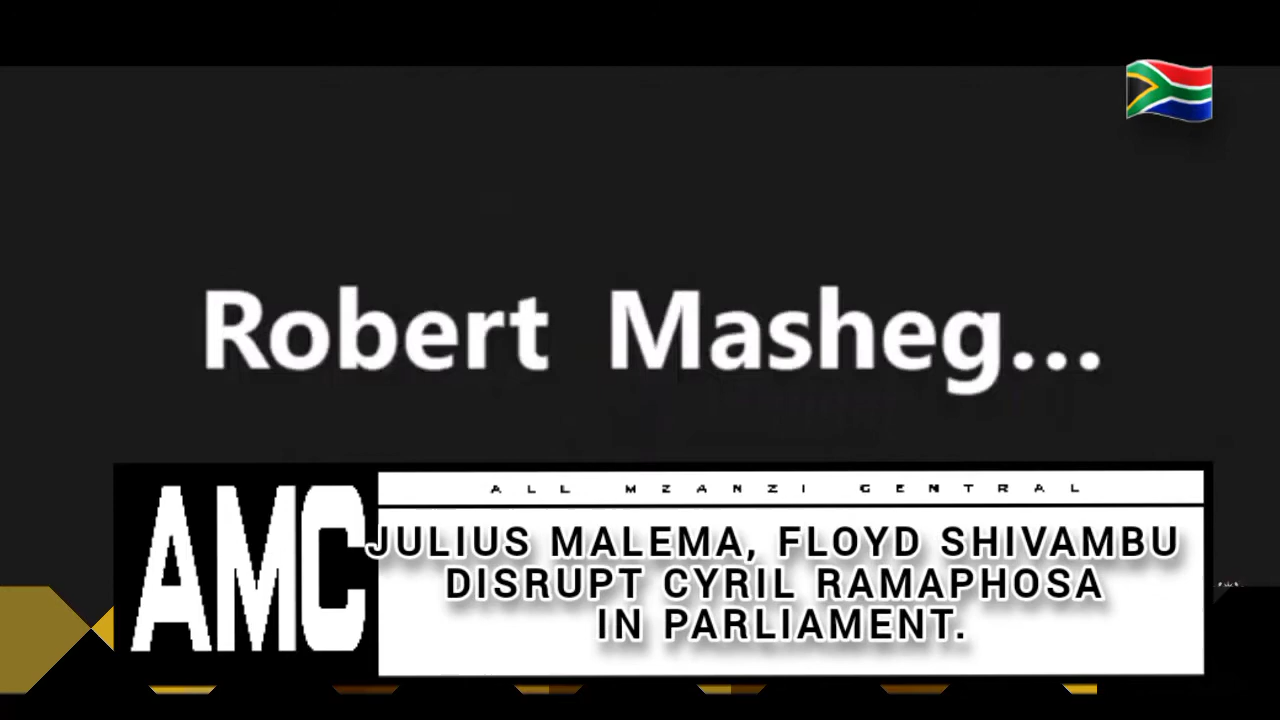 Robert Masheg...
AMC
ALL MZANZI CENTRAL
JULIUS MALEMA, FLOYD SHIVAMBU
DISRUPT CYRIL RAMAPHOSA
IN PARLIAMENT.